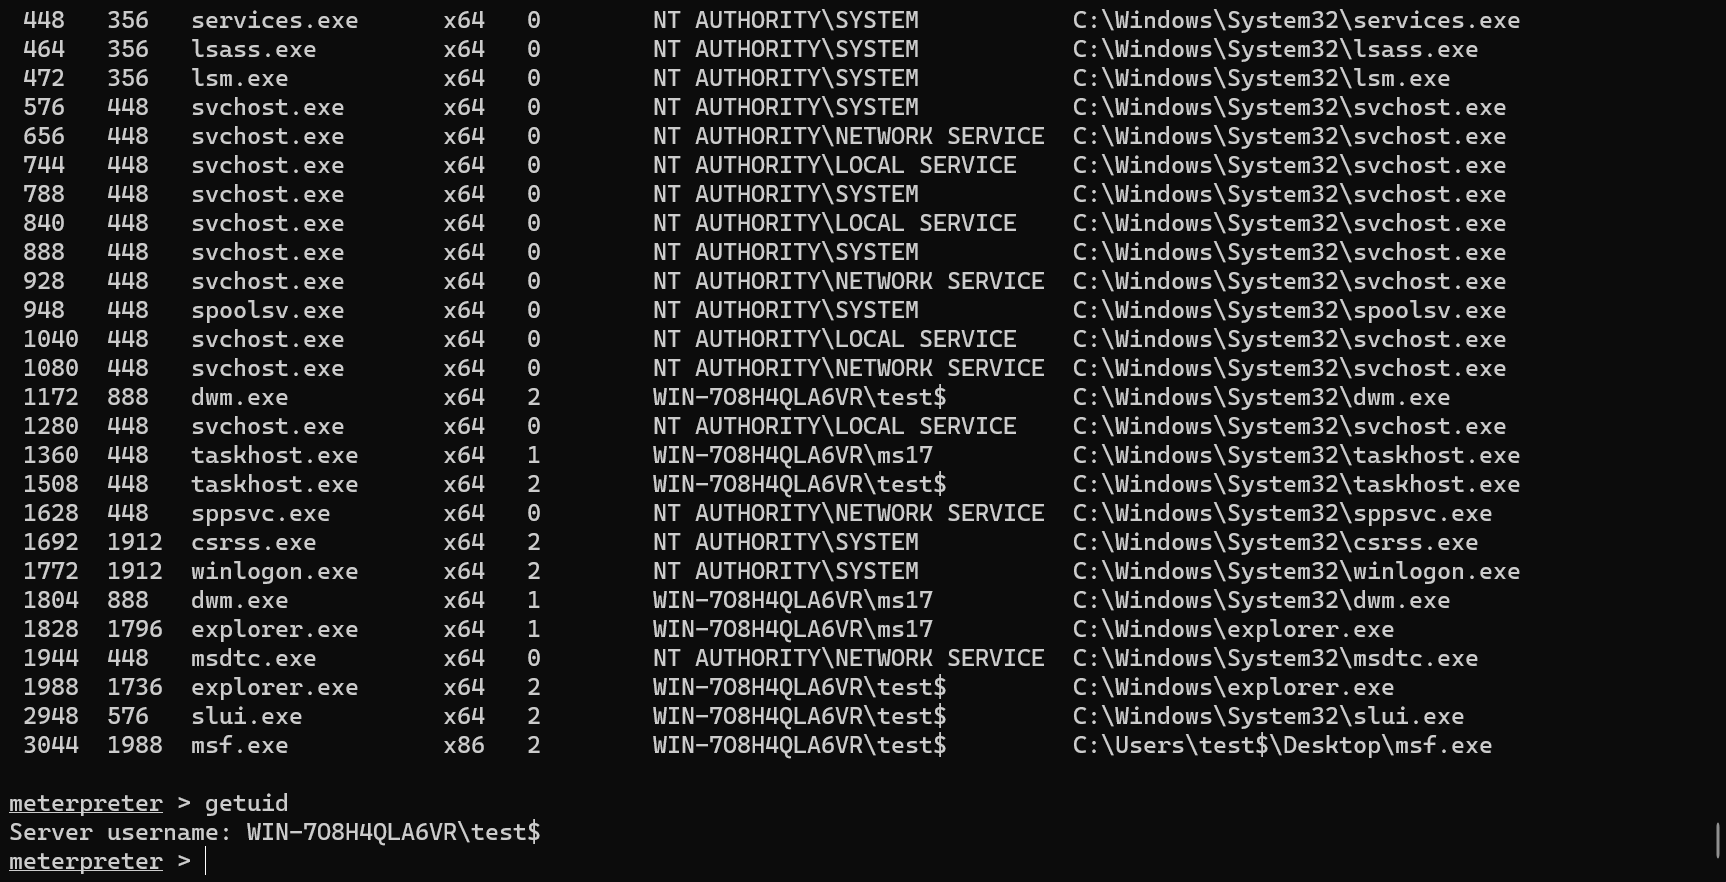 448   356   services.exe      x64   0        NT AUTHORITY\SYSTEM           C:\Windows\System32\services.exe
464   356   lsass.exe         x64   0        NT AUTHORITY\SYSTEM           C:\Windows\System32\lsass.exe
472   356   lsm.exe           x64   0        NT AUTHORITY\SYSTEM           C:\Windows\System32\lsm.exe
576   448   svchost.exe       x64   0        NT AUTHORITY\SYSTEM           C:\Windows\System32\svchost.exe
656   448   svchost.exe       x64   0        NT AUTHORITY\NETWORK SERVICE  C:\Windows\System32\svchost.exe
744   448   svchost.exe       x64   0        NT AUTHORITY\LOCAL SERVICE    C:\Windows\System32\svchost.exe
788   448   svchost.exe       x64   0        NT AUTHORITY\SYSTEM           C:\Windows\System32\svchost.exe
840   448   svchost.exe       x64   0        NT AUTHORITY\LOCAL SERVICE    C:\Windows\System32\svchost.exe
888   448   svchost.exe       x64   0        NT AUTHORITY\SYSTEM           C:\Windows\System32\svchost.exe
928   448   svchost.exe       x64   0        NT AUTHORITY\NETWORK SERVICE  C:\Windows\System32\svchost.exe
948   448   spoolsv.exe       x64   0        NT AUTHORITY\SYSTEM           C:\Windows\System32\spoolsv.exe
1040  448   svchost.exe       x64   0        NT AUTHORITY\LOCAL SERVICE    C:\Windows\System32\svchost.exe
1080  448   svchost.exe       x64   0        NT AUTHORITY\NETWORK SERVICE  C:\Windows\System32\svchost.exe
1172  888   dwm.exe           x64   2        WIN-7O8H4QLA6VR\test$         C:\Windows\System32\dwm.exe
1280  448   svchost.exe       x64   0        NT AUTHORITY\LOCAL SERVICE    C:\Windows\System32\svchost.exe
1360  448   taskhost.exe      x64   1        WIN-7O8H4QLA6VR\ms17          C:\Windows\System32\taskhost.exe
1508  448   taskhost.exe      x64   2        WIN-7O8H4QLA6VR\test$         C:\Windows\System32\taskhost.exe
1628  448   sppsvc.exe        x64   0        NT AUTHORITY\NETWORK SERVICE  C:\Windows\System32\sppsvc.exe
1692  1912  csrss.exe         x64   2        NT AUTHORITY\SYSTEM           C:\Windows\System32\csrss.exe
1772  1912  winlogon.exe      x64   2        NT AUTHORITY\SYSTEM           C:\Windows\System32\winlogon.exe
1804  888   dwm.exe           x64   1        WIN-7O8H4QLA6VR\ms17          C:\Windows\System32\dwm.exe
1828  1796  explorer.exe      x64   1        WIN-7O8H4QLA6VR\ms17          C:\Windows\explorer.exe
1944  448   msdtc.exe         x64   0        NT AUTHORITY\NETWORK SERVICE  C:\Windows\System32\msdtc.exe
1988  1736  explorer.exe      x64   2        WIN-7O8H4QLA6VR\test$         C:\Windows\explorer.exe
2948  576   slui.exe          x64   2        WIN-7O8H4QLA6VR\test$         C:\Windows\System32\slui.exe
3044  1988  msf.exe           x86   2        WIN-7O8H4QLA6VR\test$         C:\Users\test$\Desktop\msf.exe
meterpreter > getuid
Server username: WIN-7O8H4QLA6VR\test$
meterpreter >